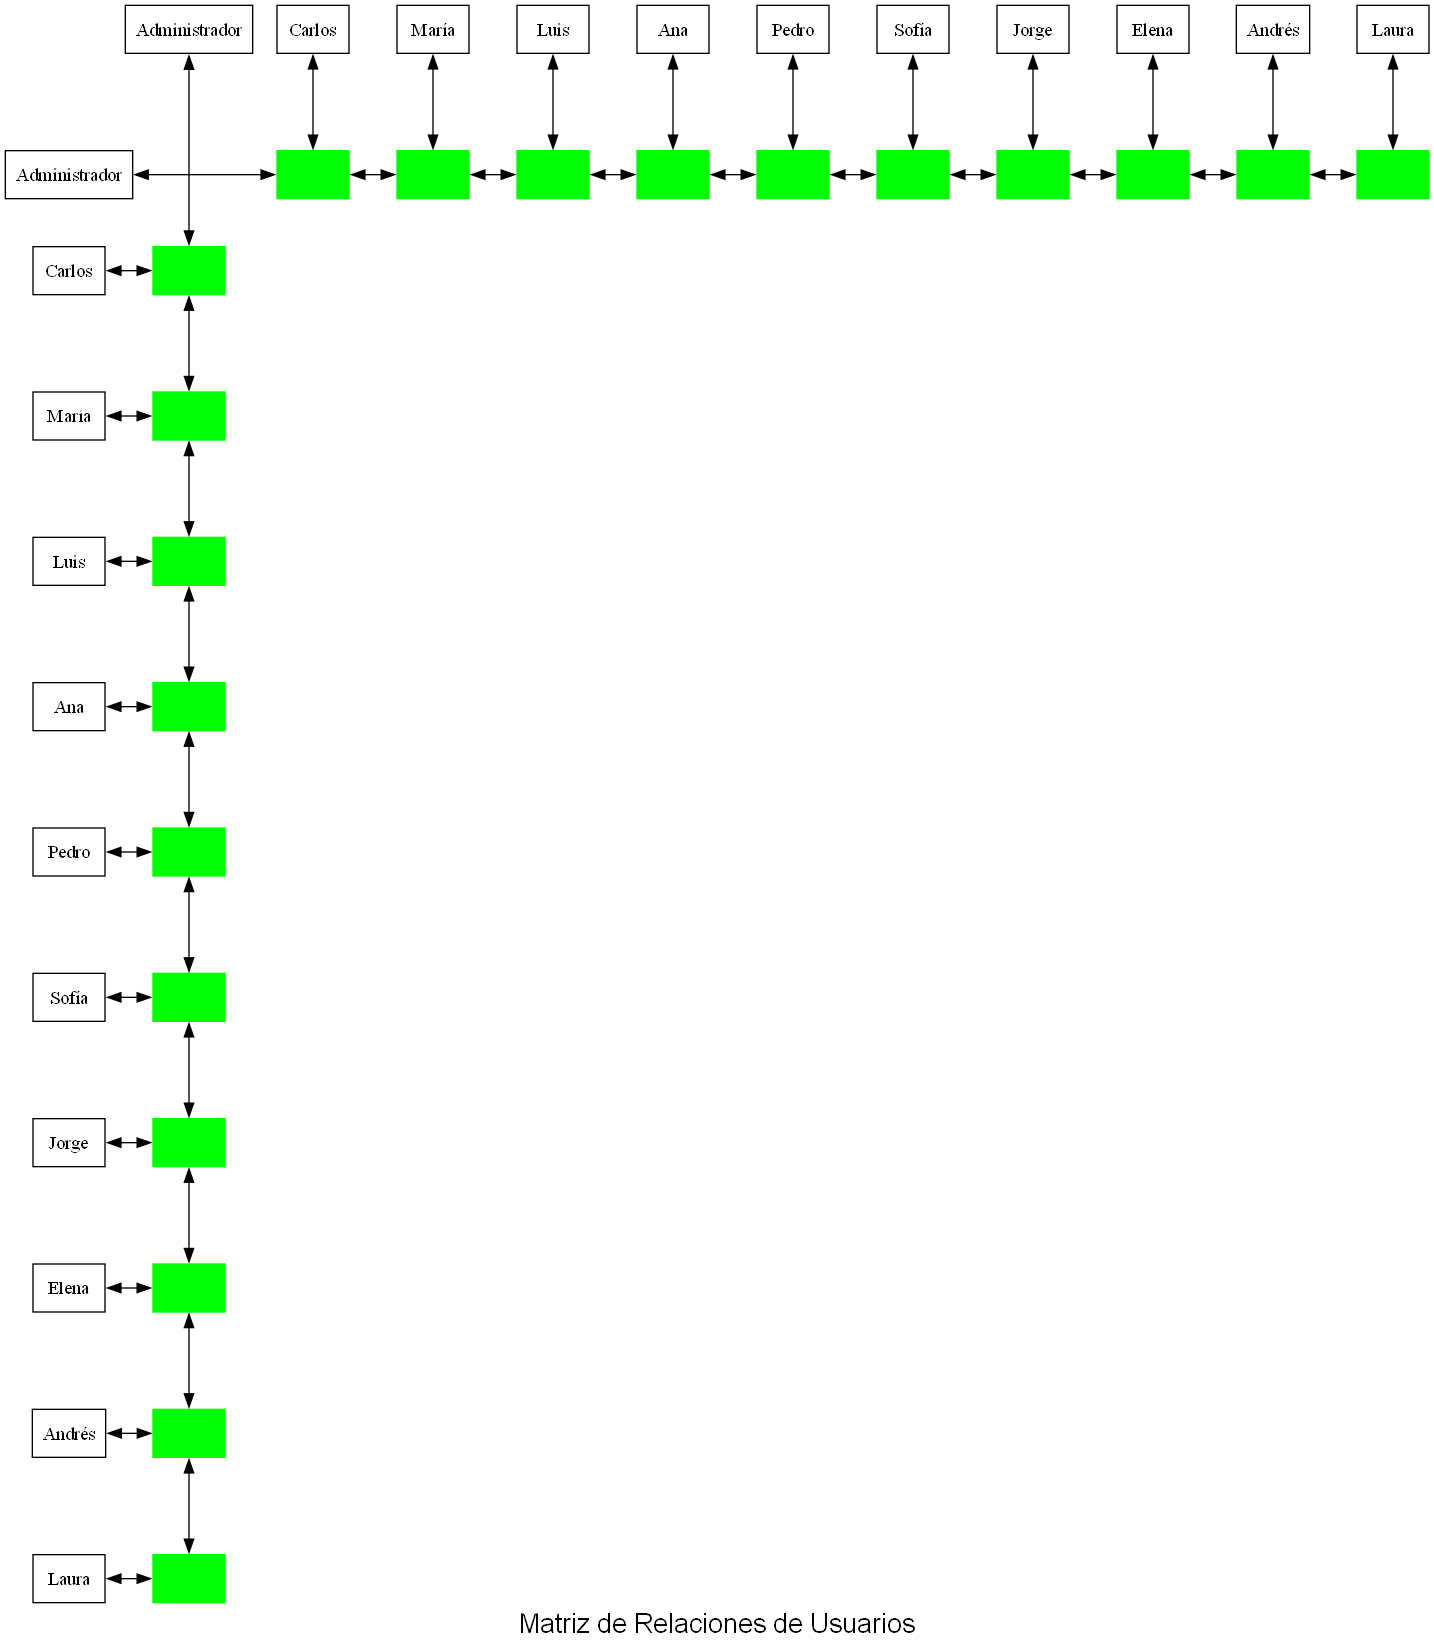 Administrador Carlos María Luis Ana Pedro Sofía Jorge Elena Andrés Laura
Administrador
Carlos
María
Luis
Ana
Pedro
Sofía
Jorge
Elena
Andrés
Laura
Matriz de Relaciones de Usuarios